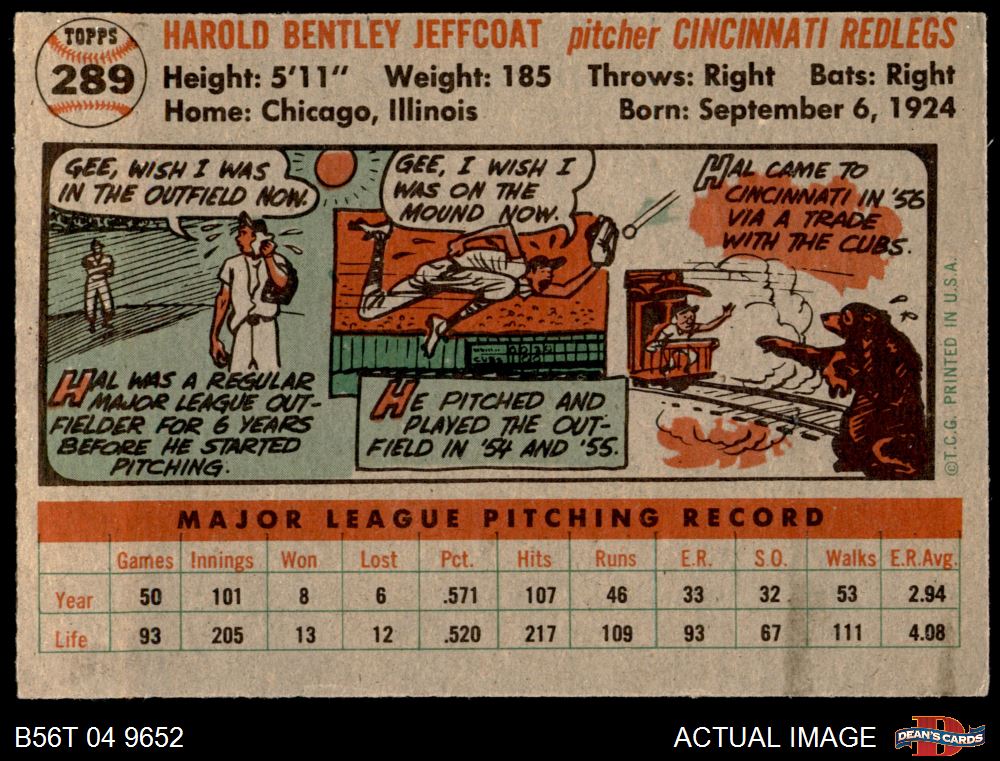 TOPPS
289
HAROLD BENTLEY JEFFCOAT pitcher CINCINNATI REDLEGS
Height: 5'11" Weight: 185 Throws: Right Bats: Right
Home: Chicago, Illinois Born: September 6, 1924
GEE, WISH I WAS
IN THE OUTFIELD NOW.
HAL WAS A REGULAR
MAJOR LEAGUE OUT-
FIELDER FOR 6 YEARS
BEFORE HE STARTED
PITCHING.
GEE, I WISH I
WAS ON THE
MOUND NOW.
HE PITCHED AND
PLAYED THE OUT-
FIELD IN '54 AND '55.
HAL CAME TO
CINCINNATI IN '56
VIA A TRADE
WITH THE CUBS.
©T.C.G. PRINTED IN U.S.A.
MAJOR LEAGUE PITCHING RECORD
Games Innings Won Lost Pct. Hits Runs E.R. S.O. Walks E.R.Avg.
Year 50 101 8 6 .571 107 46 33 32 53 2.94
Life 93 205 13 12 .520 217 109 93 67 111 4.08
B56T 04 9652 ACTUAL IMAGE
DEAN'S CARDS